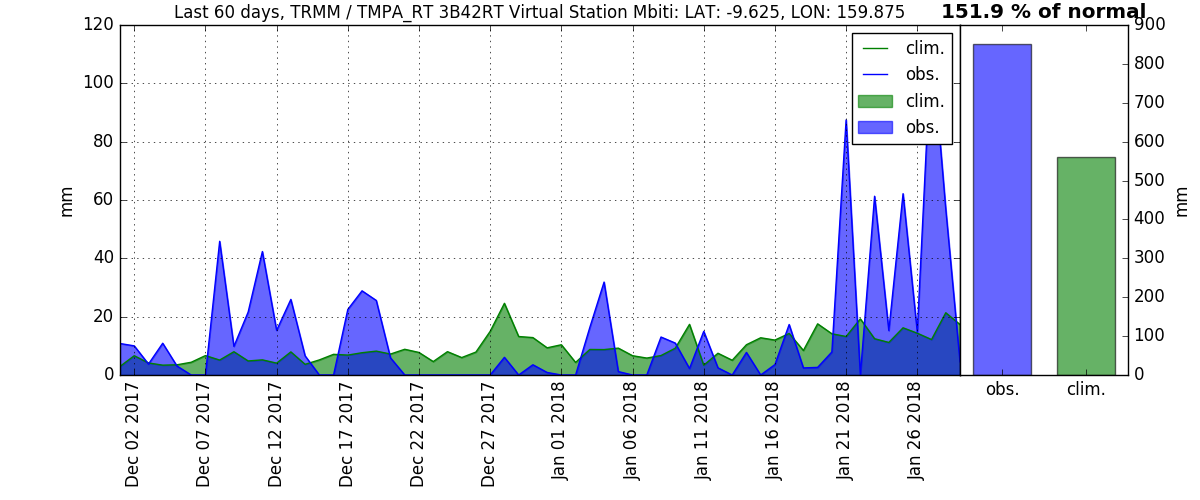 Last 60 days, TRMM / TMPA_RT 3B42RT Virtual Station Mbiti: LAT: -9.625, LON: 159.875
151.9 % of normal
120
100
80
60
40
20
0
mm
clim.
obs.
clim.
obs.
Dec 02 2017
Dec 07 2017
Dec 12 2017
Dec 17 2017
Dec 22 2017
Dec 27 2017
Jan 01 2018
Jan 06 2018
Jan 11 2018
Jan 16 2018
Jan 21 2018
Jan 26 2018
900
800
700
600
500
400
300
200
100
0
mm
obs.
clim.